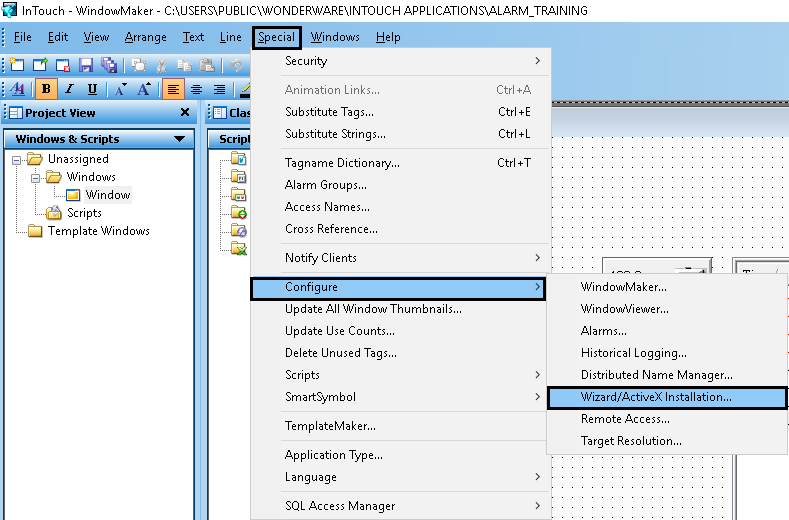 InTouch - WindowMaker - C:\USERS\PUBLIC\WONDERWARE\INTOUCH APPLICATIONS\ALARM_TRAINING
File Edit View Arrange Text Line Special Windows Help
B I U A A
Project View
Clas
Windows & Scripts
Script
Unassigned
Windows
Window
Scripts
Template Windows
Security
Animation Links... Ctrl+A
Substitute Tags... Ctrl+E
Substitute Strings... Ctrl+L
Tagname Dictionary... Ctrl+T
Alarm Groups...
Access Names...
Cross Reference...
Notify Clients
Configure
Update All Window Thumbnails...
Update Use Counts...
Delete Unused Tags...
Scripts
SmartSymbol
TemplateMaker...
Application Type...
Language
SQL Access Manager
WindowMaker...
WindowViewer...
Alarms...
Historical Logging...
Distributed Name Manager...
Wizard/ActiveX Installation...
Remote Access...
Target Resolution...